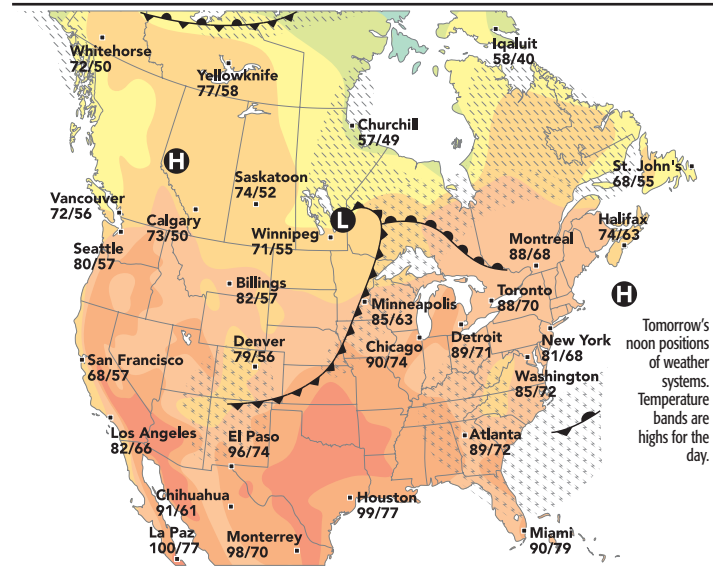 Whitehorse
72/50
Yellowknife
77/58
Iqaluit
58/40
Churchill
57/49
H
Saskatoon
74/52
St. John's
68/55
Vancouver
72/56
Calgary
73/50
L
Winnipeg
71/55
Halifax
74/63
Seattle
80/57
Montreal
88/68
Billings
82/57
Minneapolis
85/63
Toronto
88/70
H
Tomorrow's
noon positions
of weather
systems.
Temperature
bands are
highs for the
day.
Denver
79/56
Chicago
90/74
Detroit
89/71
New York
81/68
San Francisco
68/57
Washington
85/72
Los Angeles
82/66
El Paso
96/74
Atlanta
89/72
Chihuahua
91/61
Houston
99/77
La Paz
100/77
Monterrey
98/70
Miami
90/79